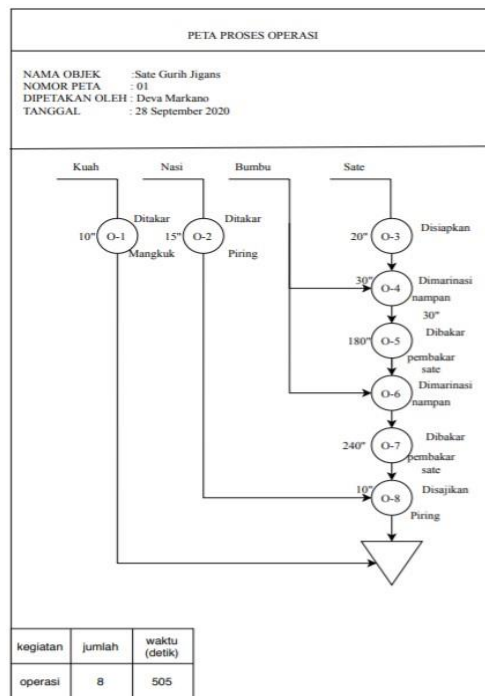 PETA PROSES OPERASI
NAMA OBJEK :Sate Gurih Jigans
NOMOR PETA : 01
DIPETAKAN OLEH : Deva Markano
TANGGAL : 28 September 2020
Kuah Nasi Bumbu Sate
10" O-1 Ditakar
Mangkuk
15" O-2 Ditakar
Piring
20" O-3 Disiapkan
30" O-4 Dimarinasi
nampan
30"
180" O-5 Dibakar
pembakar
sate
O-6 Dimarinasi
nampan
240" O-7 Dibakar
pembakar
sate
10" O-8 Disajikan
Piring
kegiatan jumlah waktu
(detik)
operasi 8 505